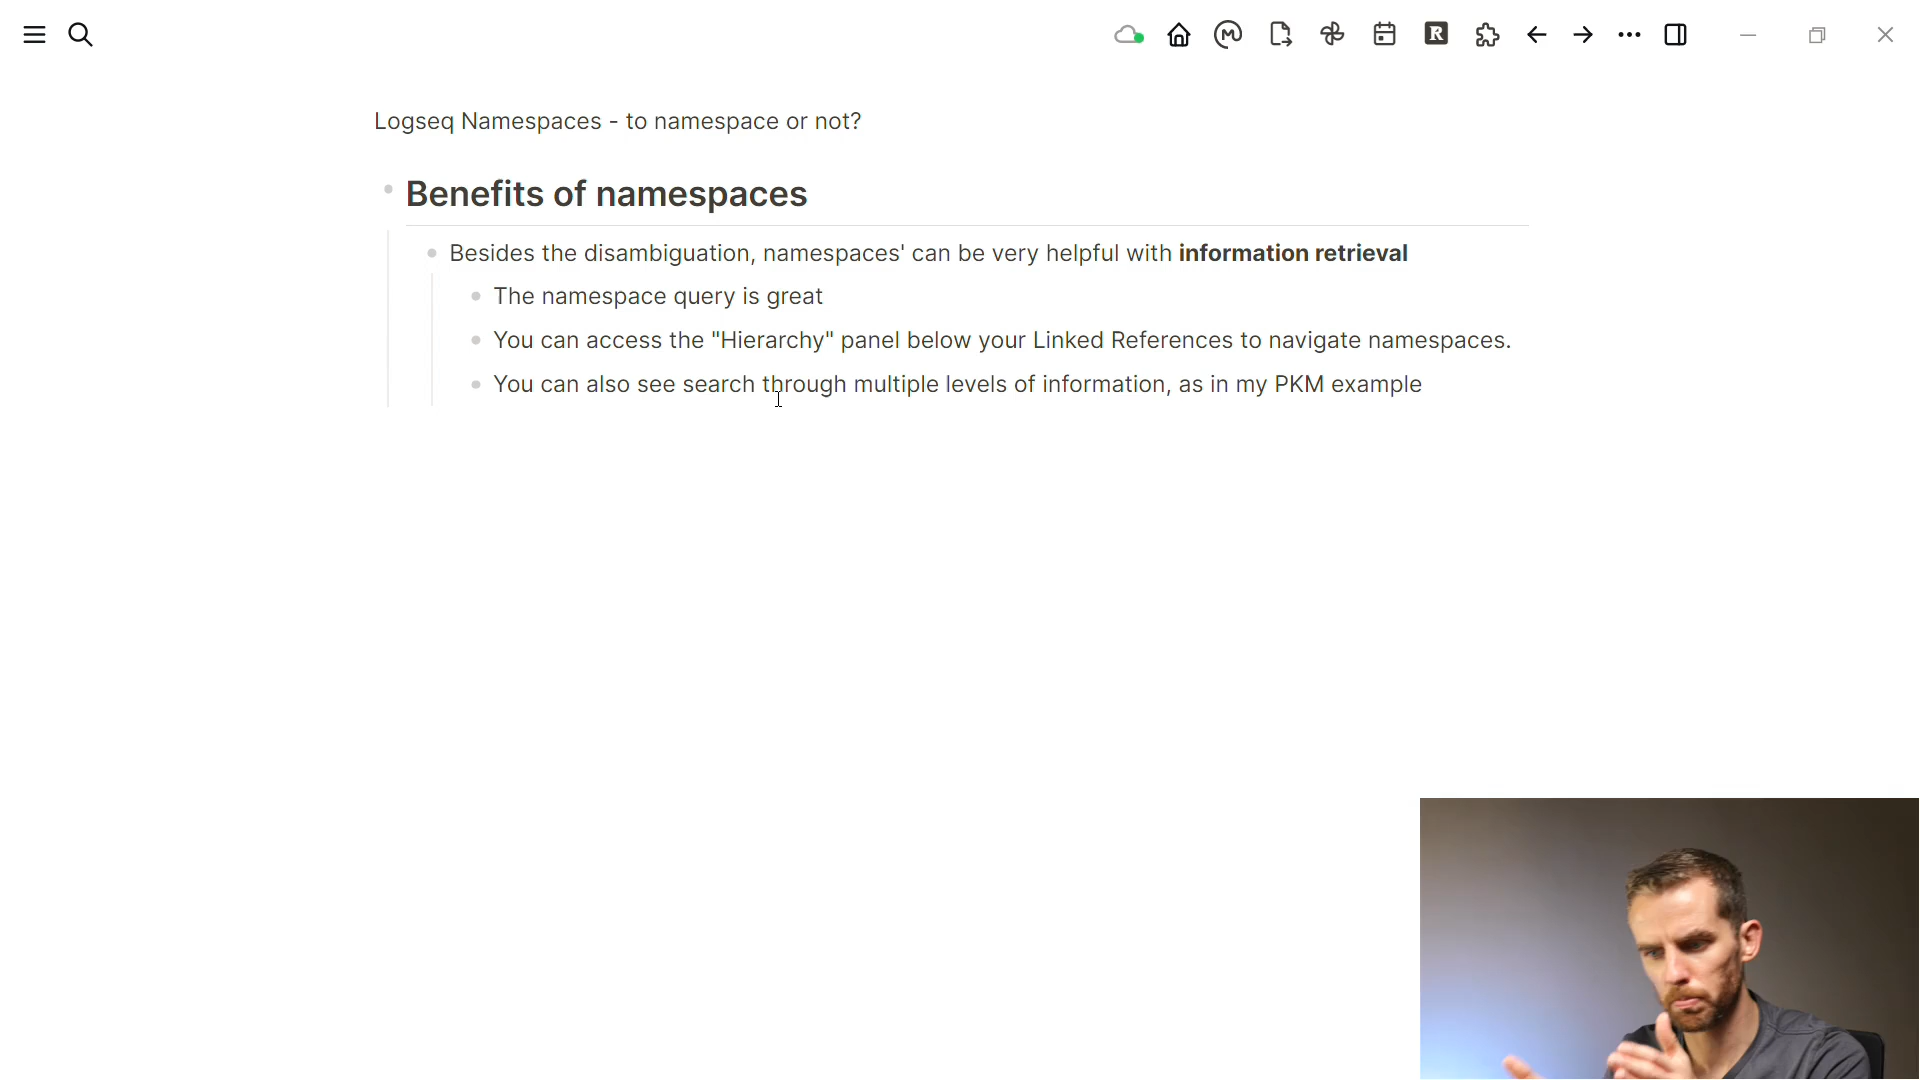 R
Logseq Namespaces - to namespace or not?
Benefits of namespaces
Besides the disambiguation, namespaces' can be very helpful with information retrieval
The namespace query is great
You can access the "Hierarchy" panel below your Linked References to navigate namespaces.
You can also see search through multiple levels of information, as in my PKM example